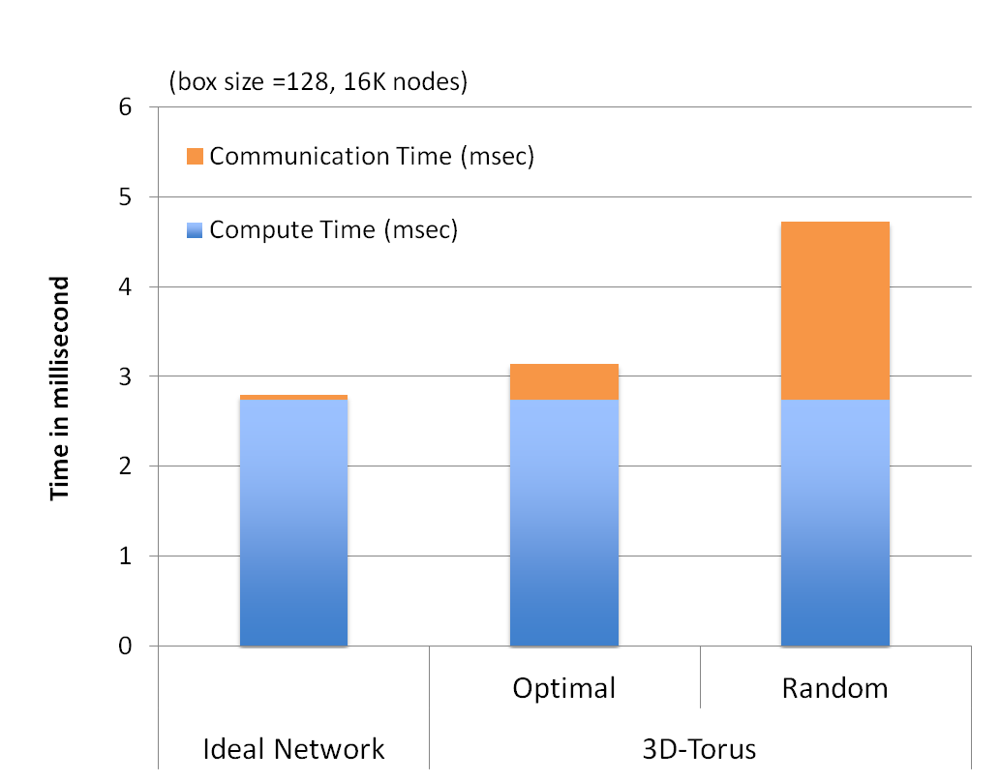 (box size =128, 16K nodes)
6
Communication Time (msec)
5
Compute Time (msec)
4
3
2
1
0
Time in millisecond
Optimal
Random
Ideal Network
3D-Torus